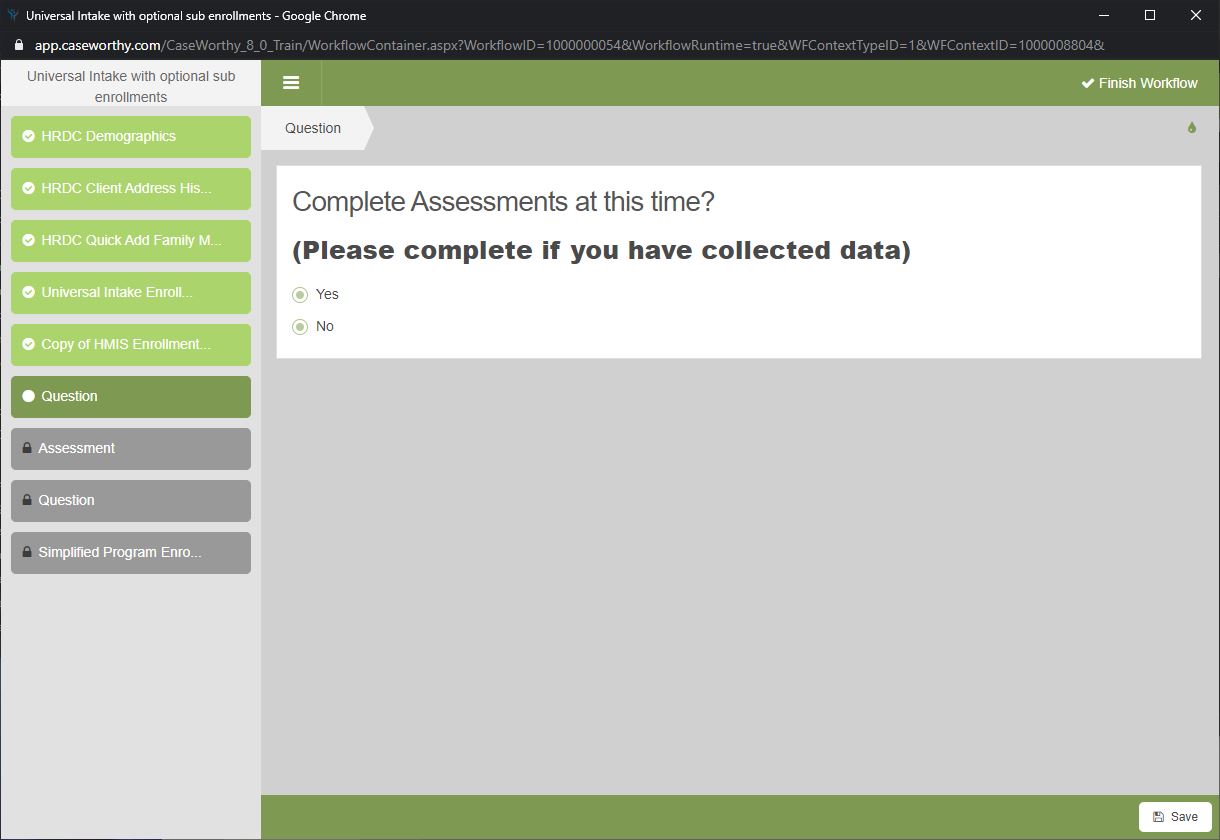 Universal Intake with optional sub enrollments - Google Chrome
app.caseworthy.com/CaseWorthy_8_0_Train/WorkflowContainer.aspx?WorkflowID=1000000054&WorkflowRuntime=true&WFContextTypeID=1&WFContextID=1000008804&
Universal Intake with optional sub
enrollments
Finish Workflow
HRDC Demographics
HRDC Client Address His...
HRDC Quick Add Family M...
Universal Intake Enroll...
Copy of HMIS Enrollment...
Question
Assessment
Question
Simplified Program Enro...
Question
Complete Assessments at this time?
(Please complete if you have collected data)
Yes
No
Save